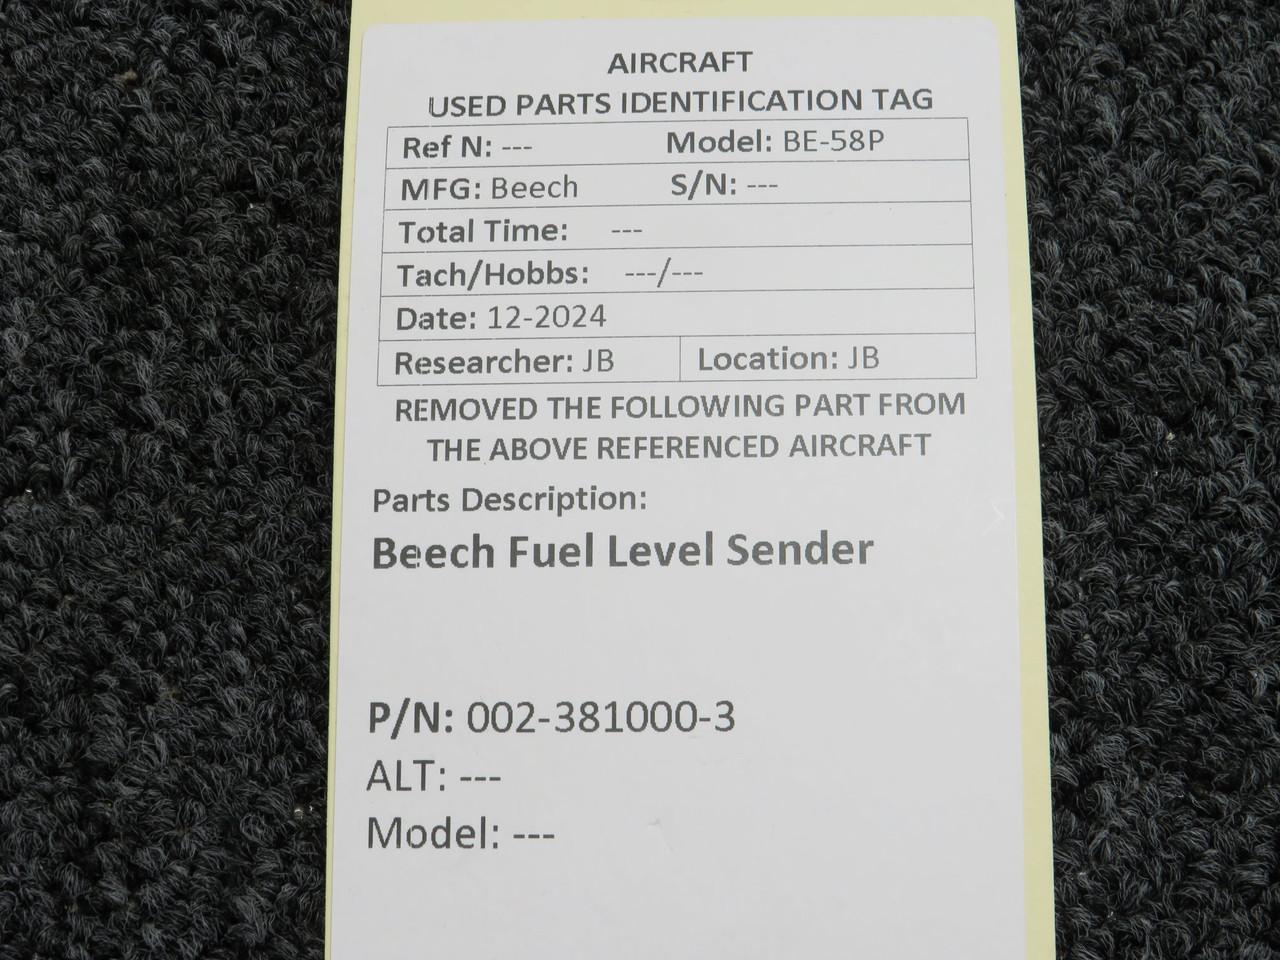 AIRCRAFT
USED PARTS IDENTIFICATION TAG
Ref N: --- Model: BE-58P
MFG: Beech S/N: ---
Total Time: ---
Tach/Hobbs: ---/---
Date: 12-2024
Researcher: JB Location: JB
REMOVED THE FOLLOWING PART FROM
THE ABOVE REFERENCED AIRCRAFT
Parts Description:
Beech Fuel Level Sender
P/N: 002-381000-3
ALT: ---
Model: ---